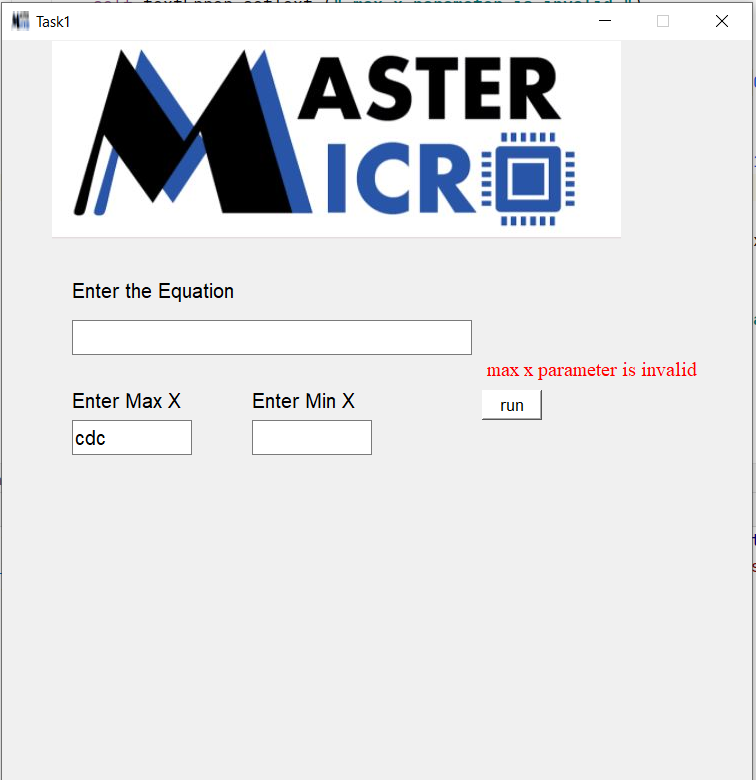 Task1
MASTER
MICRO
Enter the Equation
max x parameter is invalid
Enter Max X Enter Min X run
cdc